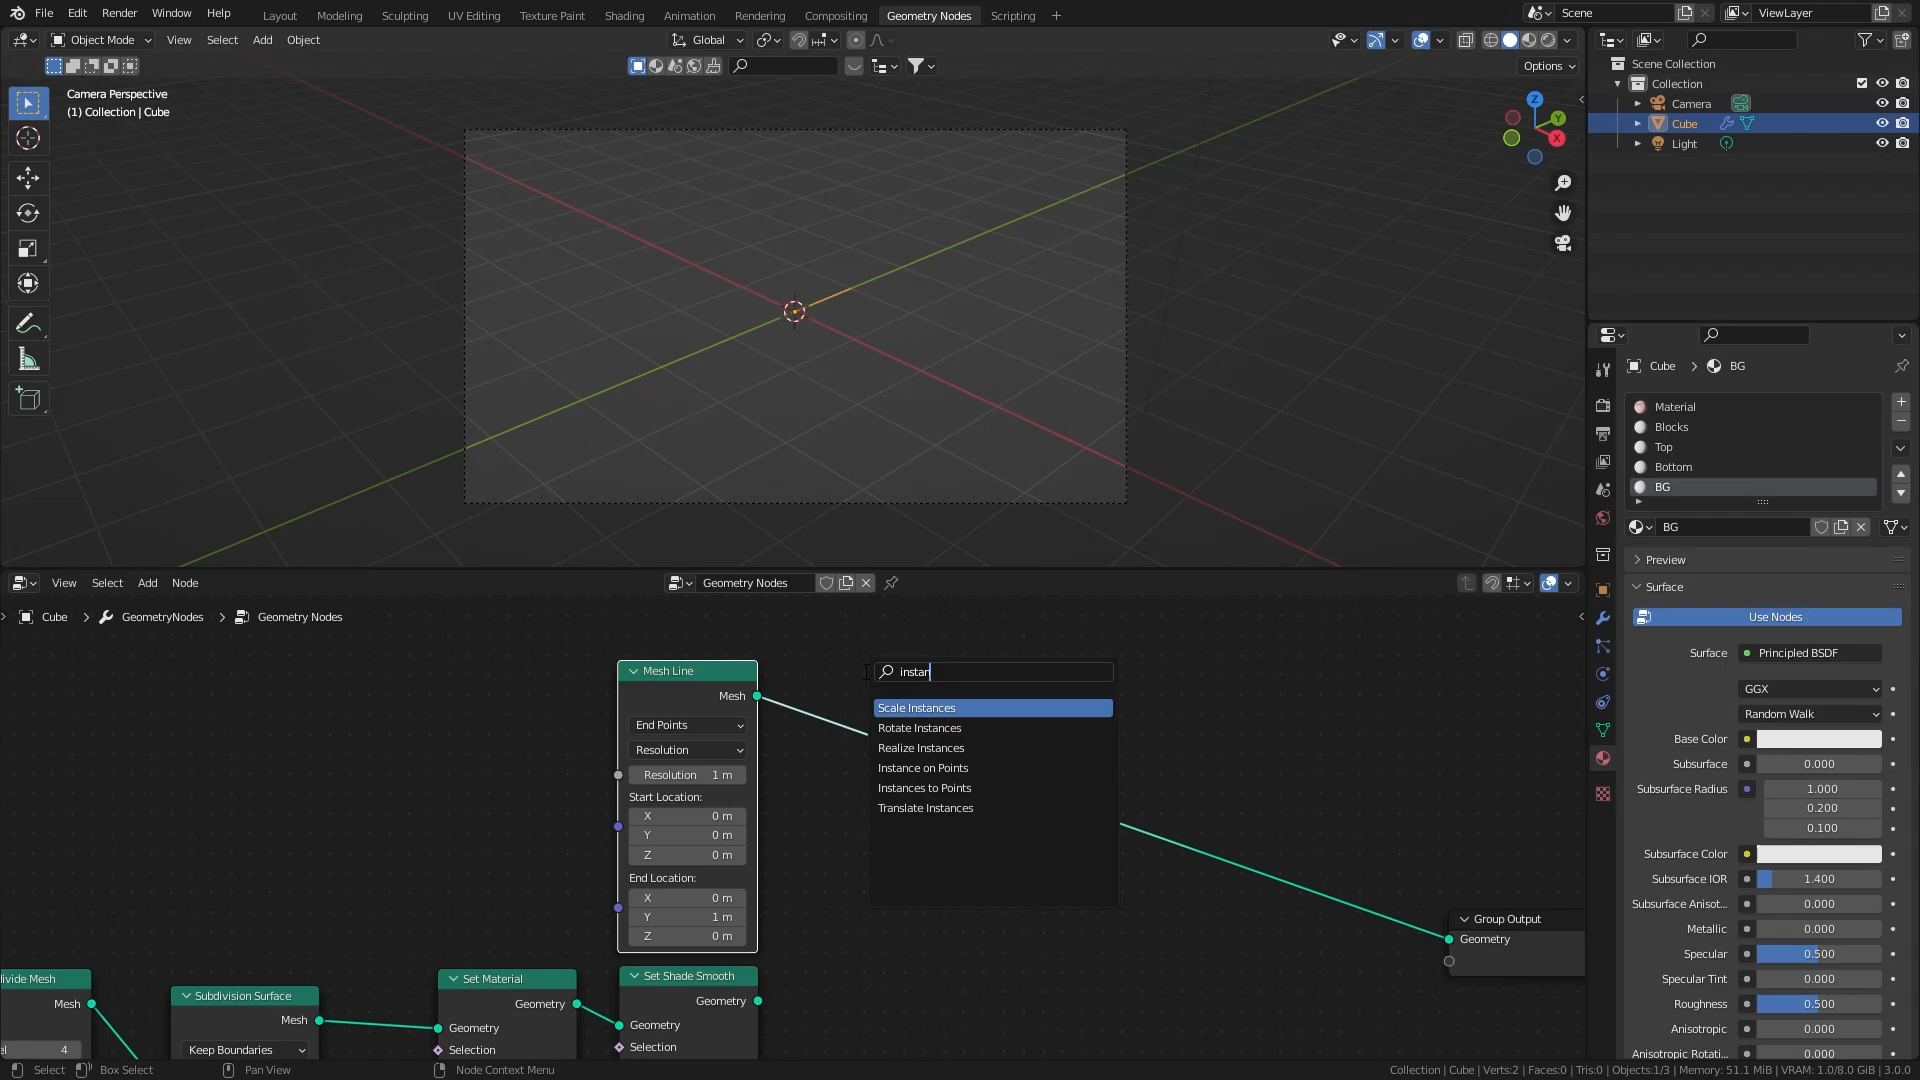 File Edit Render Window Help Layout Modeling Sculpting UV Editing Texture Paint Shading Animation Rendering Compositing Geometry Nodes Scripting + Scene ViewLayer
Object Mode View Select Add Object Global
Options
Camera Perspective
(1) Collection | Cube
Z
Y
X
Scene Collection
Collection
Camera
Cube
Light
Cube > BG
Material
Blocks
Top
Bottom
BG
BG
Preview
Surface
Use Nodes
Surface Principled BSDF
GGX
Random Walk
Base Color
Subsurface 0.000
Subsurface Radius 1.000
0.200
0.100
Subsurface Color
Subsurface IOR 1.400
Subsurface Anisot... 0.000
Metallic 0.000
Specular 0.500
Specular Tint 0.000
Roughness 0.500
Anisotropic 0.000
Anisotropic Rotati... 0.000
View Select Add Node Geometry Nodes
Cube > GeometryNodes > Geometry Nodes
Mesh Line
Mesh
End Points
Resolution
Resolution 1 m
Start Location:
X 0 m
Y 0 m
Z 0 m
End Location:
X 0 m
Y 1 m
Z 0 m
instan
Scale Instances
Rotate Instances
Realize Instances
Instance on Points
Instances to Points
Translate Instances
Group Output
Geometry
ivide Mesh
Mesh
el 4
Subdivision Surface
Mesh
Keep Boundaries
Set Material
Geometry
Geometry
Selection
Set Shade Smooth
Geometry
Geometry
Selection
Select Box Select Pan View Node Context Menu Collection | Cube | Verts:2 | Faces:0 | Tris:0 | Objects:1/3 | Memory: 51.1 MiB | VRAM: 1.0/8.0 GiB | 3.0.0